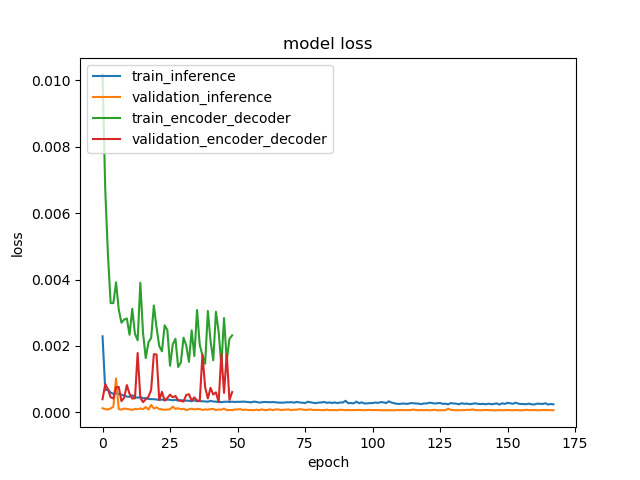 model loss
train_inference
validation_inference
train_encoder_decoder
validation_encoder_decoder
0.010
0.008
0.006
0.004
0.002
0.000
loss
0 25 50 75 100 125 150 175
epoch